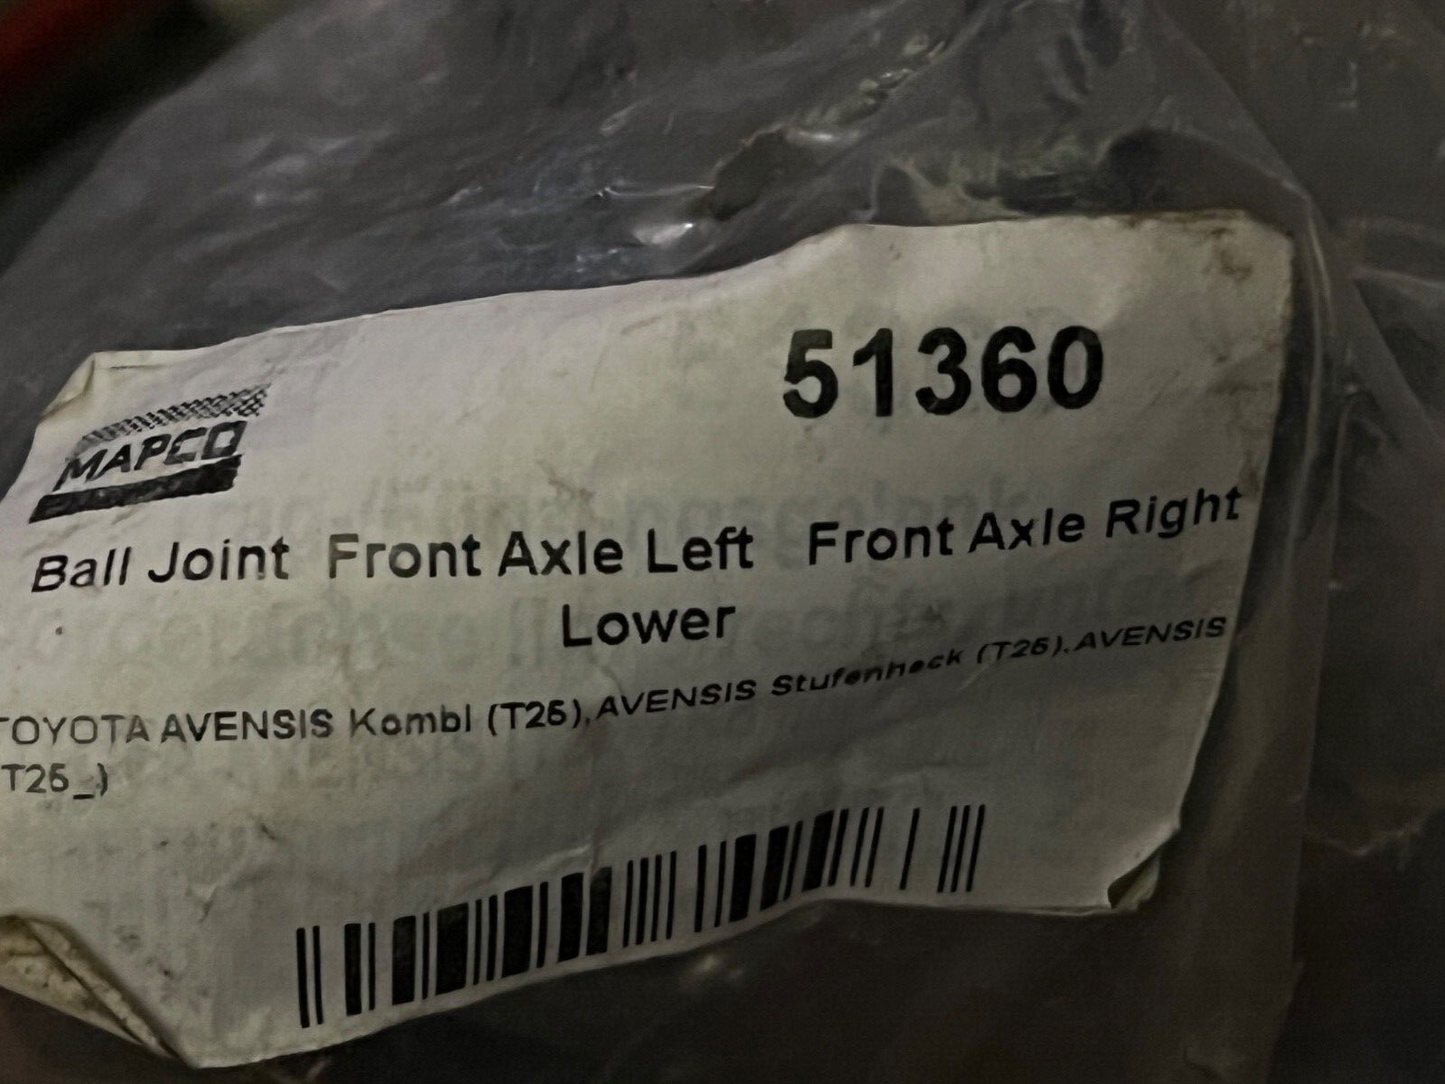 51360
MAPCO
Ball Joint Front Axle Left Front Axle Right
Lower
TOYOTA AVENSIS Kombi (T25), AVENSIS Stufenheck (T25), AVENSIS
T25_)